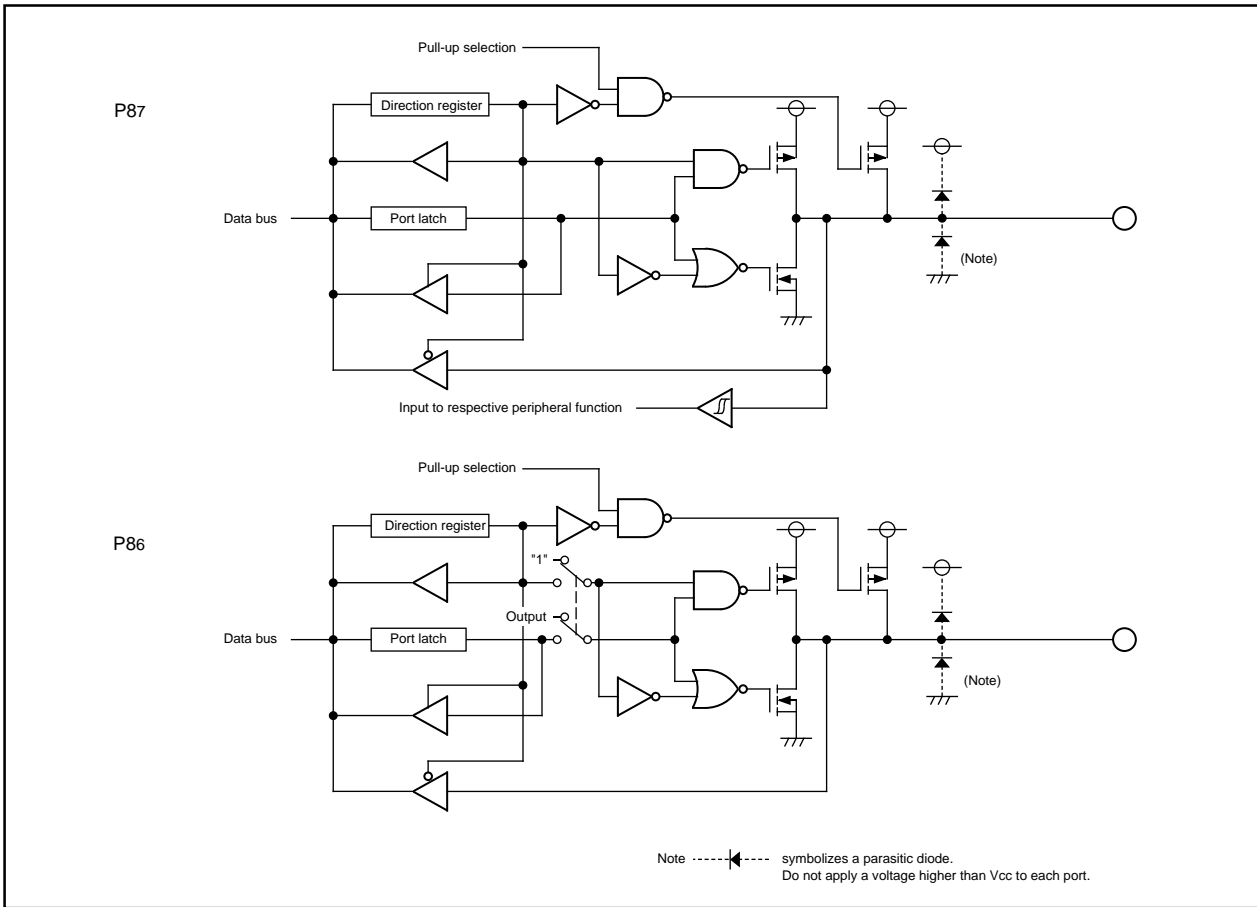 Pull-up selection
P87
Direction register
Data bus
Port latch
(Note)
Input to respective peripheral function
Pull-up selection
Direction register
P86
"1"
Output
Data bus
Port latch
(Note)
Note
symbolizes a parasitic diode.
Do not apply a voltage higher than Vcc to each port.